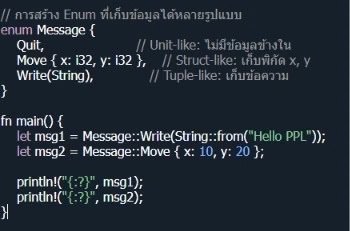 // การสร้าง Enum ที่เก็บข้อมูลได้หลายรูปแบบ
enum Message {
    Quit,                      // Unit-like: ไม่มีข้อมูลข้างใน
    Move { x: i32, y: i32 },   // Struct-like: เก็บพิกัด x, y
    Write(String),             // Tuple-like: เก็บข้อความ
}

fn main() {
    let msg1 = Message::Write(String::from("Hello PPL"));
    let msg2 = Message::Move { x: 10, y: 20 };

    println!("{:?}", msg1);
    println!("{:?}", msg2);
}